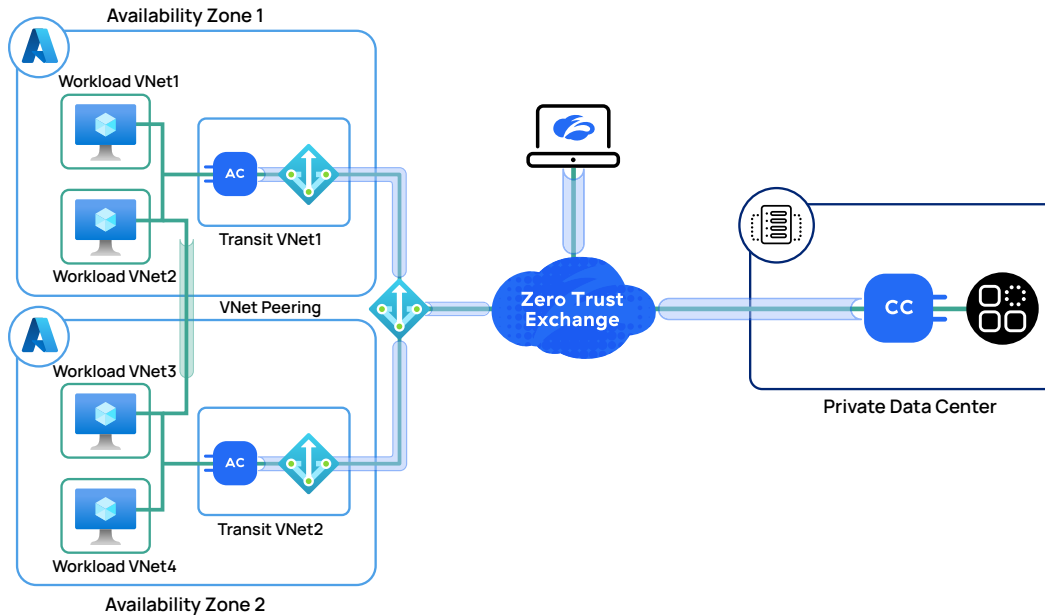 Availability Zone 1
Workload VNet1
AC
Workload VNet2
Transit VNet1
VNet Peering
Zero Trust
Exchange
CC
Private Data Center
Workload VNet3
AC
Transit VNet2
Workload VNet4
Availability Zone 2